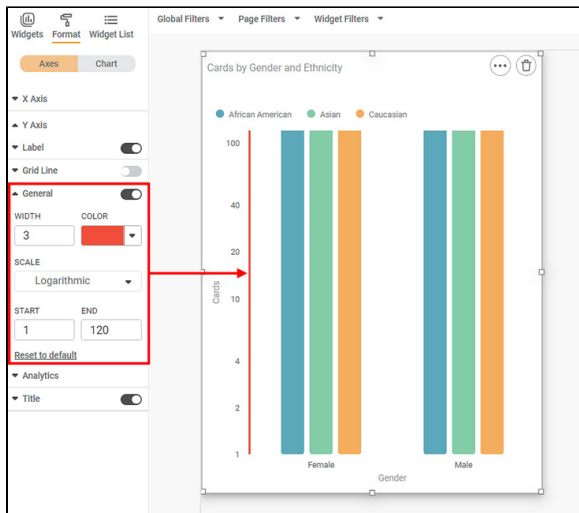 Widgets Format Widget List
Global Filters Page Filters Widget Filters
Axes Chart
X Axis
Y Axis
Label
Grid Line
General
WIDTH COLOR
3
SCALE
Logarithmic
START END
1 120
Reset to default
Analytics
Title
Cards by Gender and Ethnicity
African American Asian Caucasian
100
40
20
10
4
2
1
Cards
Female Male
Gender